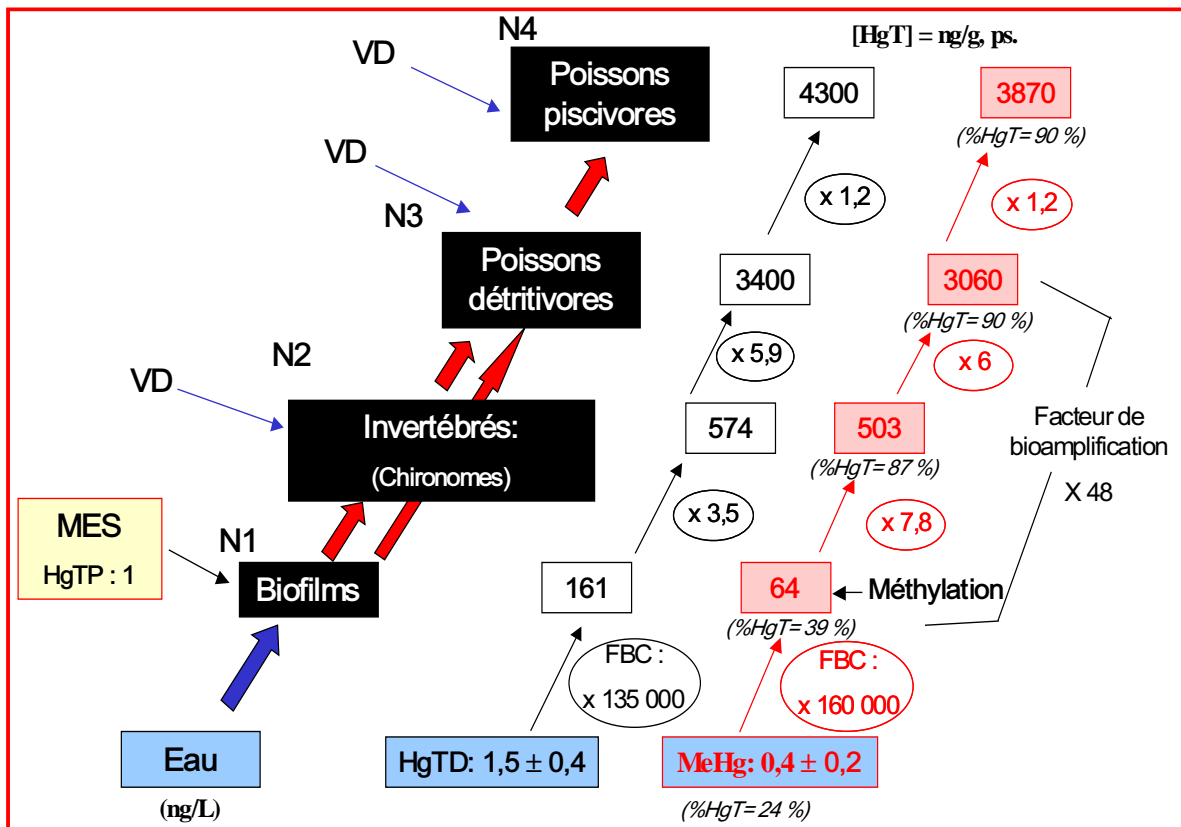 N4
[HgT] = ng/g, ps.
VD
Poissons
piscivores
4300
3870
(%HgT= 90 %)
VD
x 1,2
x 1,2
N3
Poissons
détritivores
3400
3060
(%HgT= 90 %)
N2
x 5,9
x 6
VD
Invertébrés:
(Chironomes)
574
503
(%HgT= 87 %)
Facteur de
bioamplification
X 48
MES
HgTP : 1
N1
x 3,5
x 7,8
Biofilms
161
64
Méthylation
(%HgT= 39 %)
FBC :
x 135 000
FBC :
x 160 000
Eau
(ng/L)
HgTD: 1,5 ± 0,4
MeHg: 0,4 ± 0,2
(%HgT= 24 %)